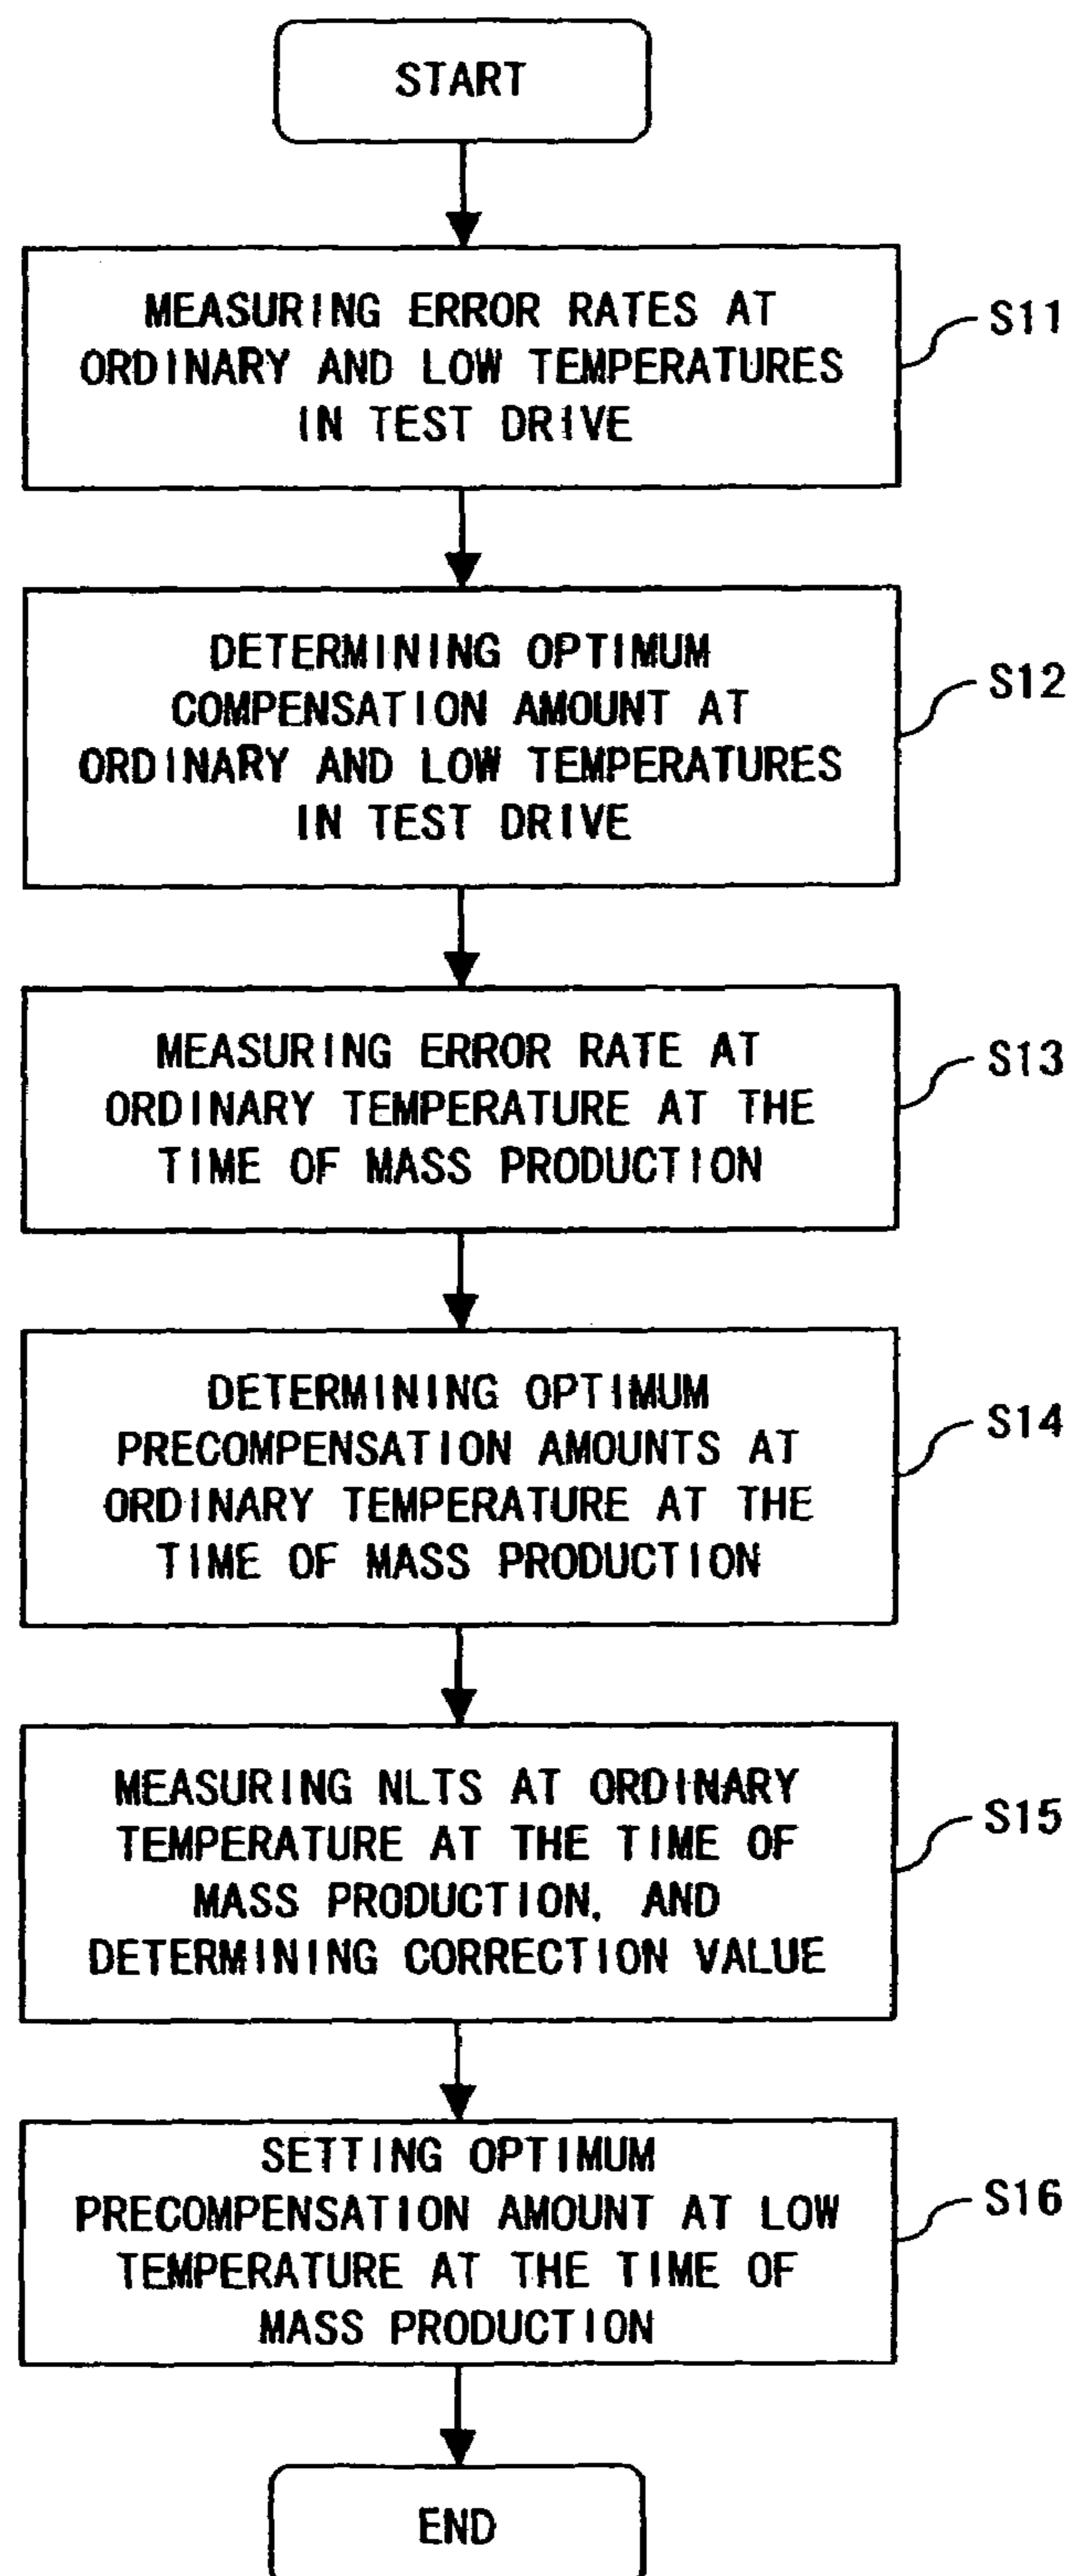 START
MEASURING ERROR RATES AT
ORDINARY AND LOW TEMPERATURES
IN TEST DRIVE
S11
DETERMINING OPTIMUM
COMPENSATION AMOUNT AT
ORDINARY AND LOW TEMPERATURES
IN TEST DRIVE
S12
MEASURING ERROR RATE AT
ORDINARY TEMPERATURE AT THE
TIME OF MASS PRODUCTION
S13
DETERMINING OPTIMUM
PRECOMPENSATION AMOUNTS AT
ORDINARY TEMPERATURE AT THE
TIME OF MASS PRODUCTION
S14
MEASURING NLTS AT ORDINARY
TEMPERATURE AT THE TIME OF
MASS PRODUCTION, AND
DETERMINING CORRECTION VALUE
S15
SETTING OPTIMUM
PRECOMPENSATION AMOUNT AT LOW
TEMPERATURE AT THE TIME OF
MASS PRODUCTION
S16
END